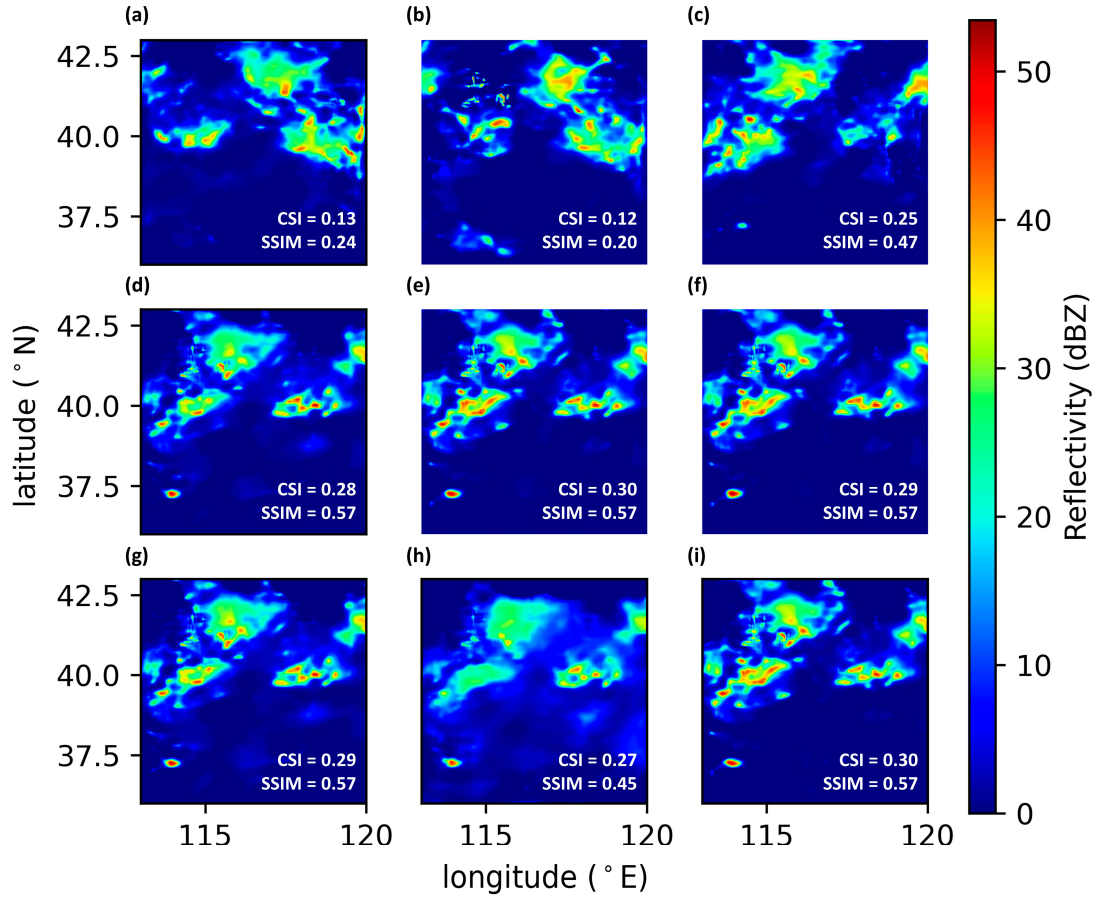 (a)
(b)
(c)
42.5
40.0
37.5
CSI = 0.13
SSIM = 0.24
CSI = 0.12
SSIM = 0.20
CSI = 0.25
SSIM = 0.47
(d)
(e)
(f)
42.5
40.0
37.5
CSI = 0.28
SSIM = 0.57
CSI = 0.30
SSIM = 0.57
CSI = 0.29
SSIM = 0.57
(g)
(h)
(i)
42.5
40.0
37.5
CSI = 0.29
SSIM = 0.57
CSI = 0.27
SSIM = 0.45
CSI = 0.30
SSIM = 0.57
115
120
115
120
115
120
longitude (°E)
latitude (°N)
50
40
30
20
10
0
Reflectivity (dBZ)